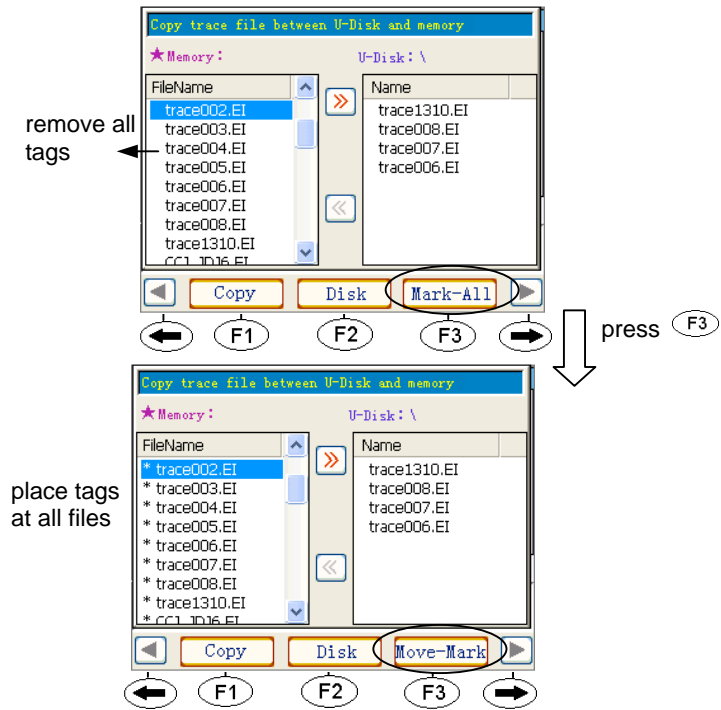 Copy trace file between U-Disk and memory
★Memory: U-Disk:\
FileName Name
trace002.EI trace1310.EI
trace003.EI trace008.EI
trace004.EI trace007.EI
trace005.EI trace006.EI
trace006.EI
trace007.EI
trace008.EI
trace1310.EI
remove all
tags
Copy Disk Mark-All
F1 F2 F3
press F3
Copy trace file between U-Disk and memory
★Memory: U-Disk:\
FileName Name
* trace002.EI trace1310.EI
* trace003.EI trace008.EI
* trace004.EI trace007.EI
* trace005.EI trace006.EI
* trace006.EI
* trace007.EI
* trace008.EI
* trace1310.EI
place tags
at all files
Copy Disk Move-Mark
F1 F2 F3